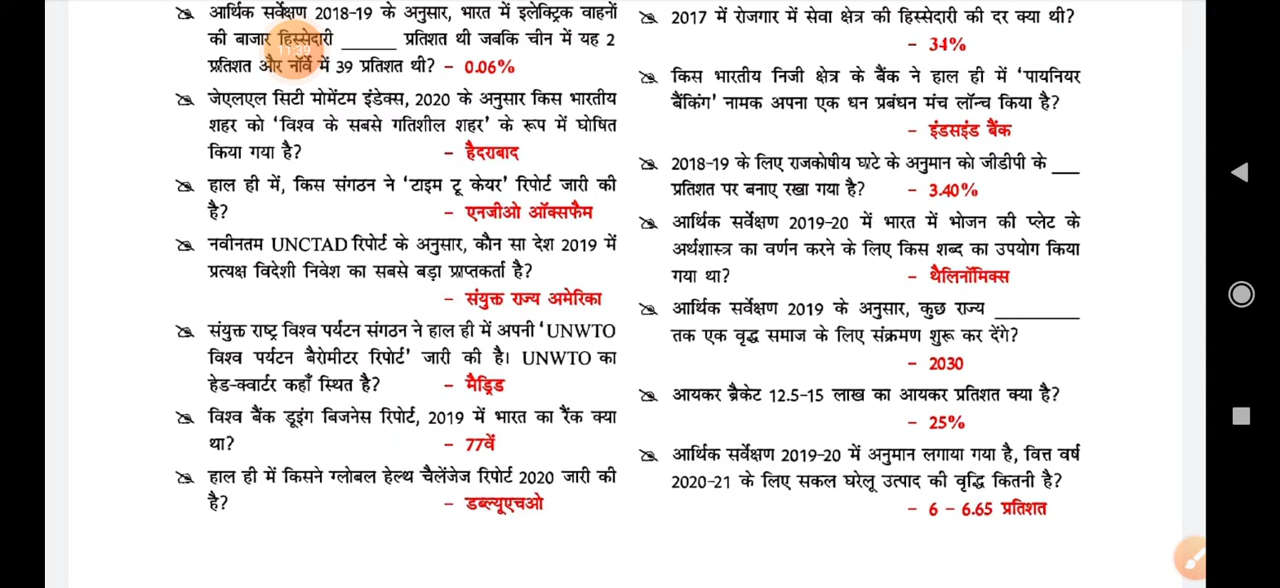 आर्थिक सर्वेक्षण 2018-19 के अनुसार, भारत में इलेक्ट्रिक वाहनों
की बाजार हिस्सेदारी ______ प्रतिशत थी जबकि चीन में यह 2
प्रतिशत और नॉर्वे में 39 प्रतिशत थी? – 0.06%
11:39
जेएलएल सिटी मोमेंटम इंडेक्स, 2020 के अनुसार किस भारतीय
शहर को 'विश्व के सबसे गतिशील शहर' के रूप में घोषित
किया गया है? – हैदराबाद
हाल ही में, किस संगठन ने 'टाइम टू केयर' रिपोर्ट जारी की
है? – एनजीओ ऑक्सफैम
नवीनतम UNCTAD रिपोर्ट के अनुसार, कौन सा देश 2019 में
प्रत्यक्ष विदेशी निवेश का सबसे बड़ा प्राप्तकर्ता है?
– संयुक्त राज्य अमेरिका
संयुक्त राष्ट्र विश्व पर्यटन संगठन ने हाल ही में अपनी 'UNWTO
विश्व पर्यटन बैरोमीटर रिपोर्ट' जारी की है। UNWTO का
हेड-क्वार्टर कहाँ स्थित है? – मैड्रिड
विश्व बैंक डूइंग बिजनेस रिपोर्ट, 2019 में भारत का रैंक क्या
था? – 77वें
हाल ही में किसने ग्लोबल हेल्थ चैलेंजेज रिपोर्ट 2020 जारी की
है? – डब्ल्यूएचओ
2017 में रोजगार में सेवा क्षेत्र की हिस्सेदारी की दर क्या थी?
– 34%
किस भारतीय निजी क्षेत्र के बैंक ने हाल ही में 'पायनियर
बैंकिंग' नामक अपना एक धन प्रबंधन मंच लॉन्च किया है?
– इंडसइंड बैंक
2018-19 के लिए राजकोषीय घाटे के अनुमान को जीडीपी के ___
प्रतिशत पर बनाए रखा गया है? – 3.40%
आर्थिक सर्वेक्षण 2019-20 में भारत में भोजन की प्लेट के
अर्थशास्त्र का वर्णन करने के लिए किस शब्द का उपयोग किया
गया था? – थैलिनॉमिक्स
आर्थिक सर्वेक्षण 2019 के अनुसार, कुछ राज्य _________
तक एक वृद्ध समाज के लिए संक्रमण शुरू कर देंगे?
– 2030
आयकर ब्रैकेट 12.5-15 लाख का आयकर प्रतिशत क्या है?
– 25%
आर्थिक सर्वेक्षण 2019-20 में अनुमान लगाया गया है, वित्त वर्ष
2020-21 के लिए सकल घरेलू उत्पाद की वृद्धि कितनी है?
– 6 – 6.65 प्रतिशत